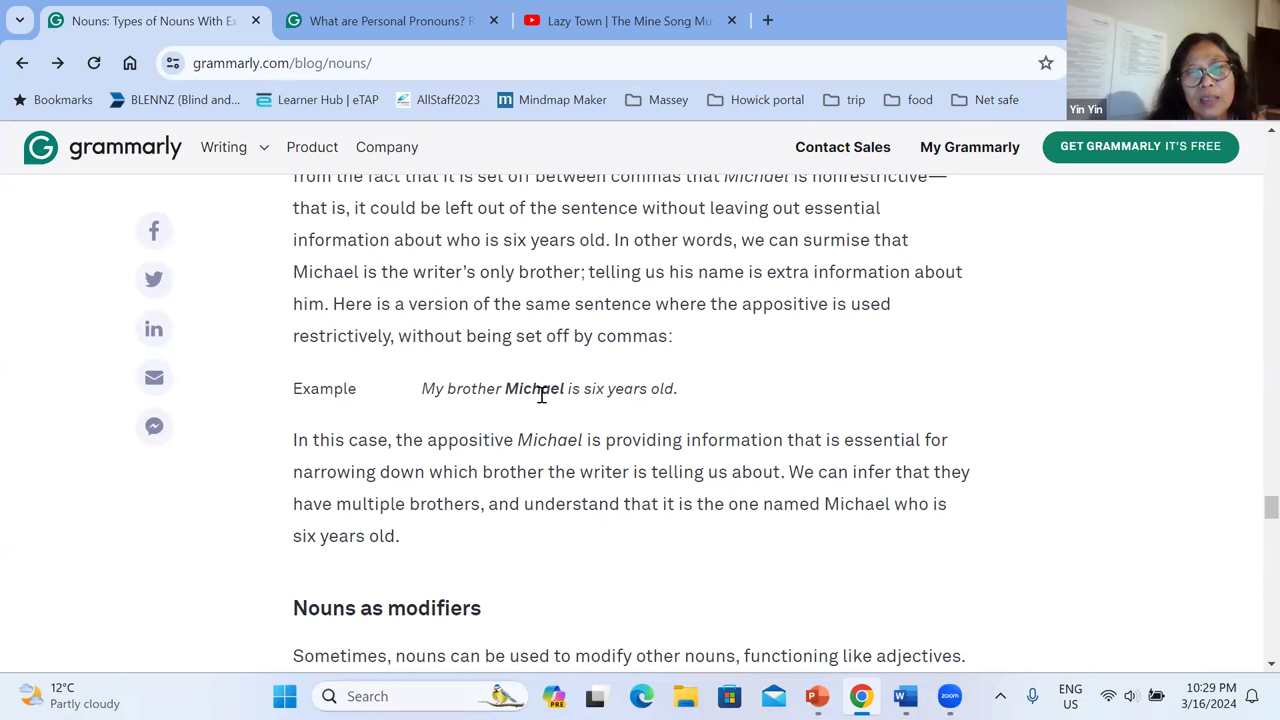 Nouns: Types of Nouns With Ex
What are Personal Pronouns? R
Lazy Town | The Mine Song Mu
grammarly.com/blog/nouns/
Bookmarks
BLENNZ (Blind and...
Learner Hub | eTAP
AllStaff2023
Mindmap Maker
Massey
Howick portal
trip
food
Net safe
Yin Yin
grammarly
Writing
Product
Company
Contact Sales
My Grammarly
GET GRAMMARLY IT'S FREE
from the fact that it is set off between commas that Michael is nonrestrictive—
that is, it could be left out of the sentence without leaving out essential
information about who is six years old. In other words, we can surmise that
Michael is the writer's only brother; telling us his name is extra information about
him. Here is a version of the same sentence where the appositive is used
restrictively, without being set off by commas:
Example My brother Michael is six years old.
In this case, the appositive Michael is providing information that is essential for
narrowing down which brother the writer is telling us about. We can infer that they
have multiple brothers, and understand that it is the one named Michael who is
six years old.
Nouns as modifiers
Sometimes, nouns can be used to modify other nouns, functioning like adjectives.
12°C
Partly cloudy
Search
PRE
ENG
US
10:29 PM
3/16/2024